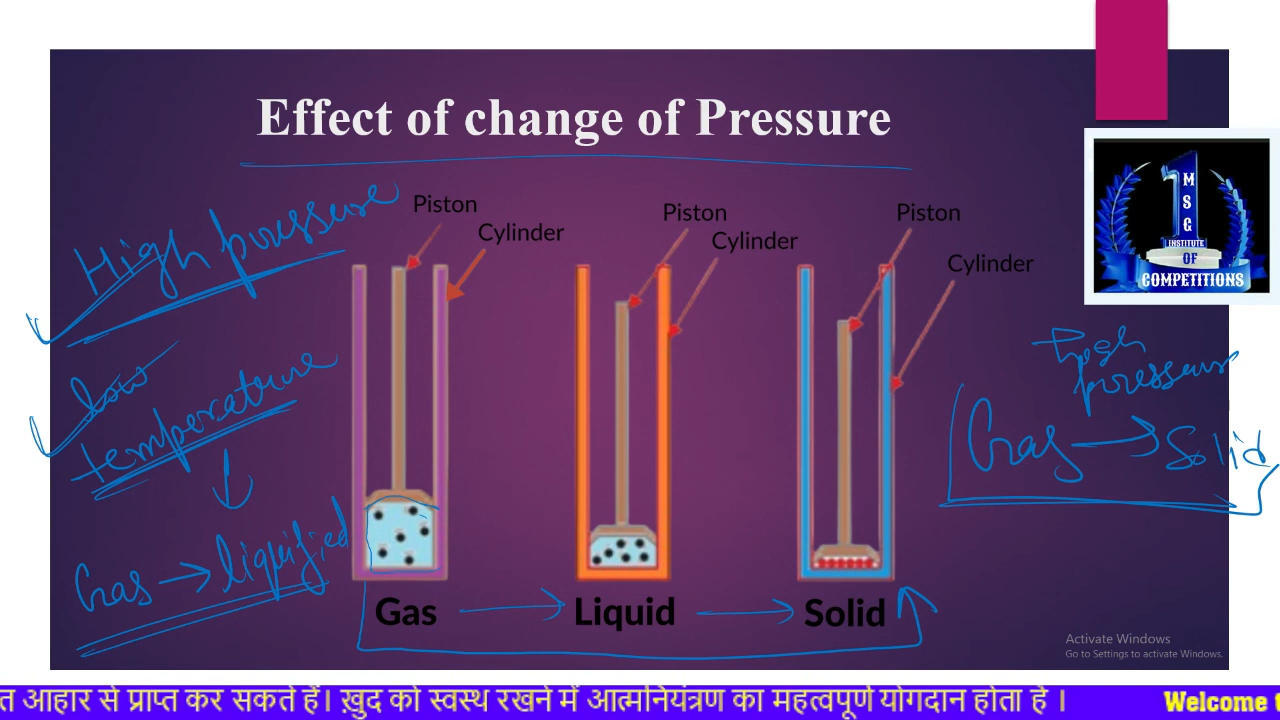 Effect of change of Pressure
High pressure
low
temperature
Gas → liquified
Piston
Cylinder
Piston
Cylinder
Piston
Cylinder
Gas
Liquid
Solid
M
S
G
INSTITUTE
OF
COMPETITIONS
high
pressure
Gas → Solid
Activate Windows
Go to Settings to activate Windows.
त आहार से प्राप्त कर सकते हैं। ख़ुद को स्वस्थ रखने में आत्मनियंत्रण का महत्वपूर्ण योगदान होता है । Welcome t